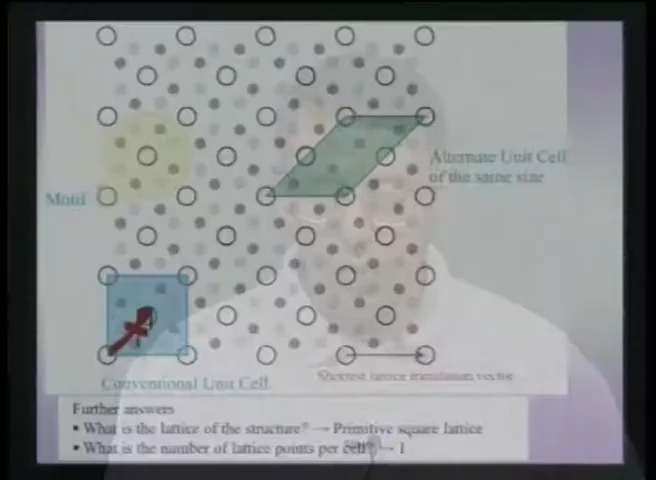 Alternate Unit Cell
of the same size
Motif
Conventional Unit Cell
Shortest lattice translation vector
Further answers
• What is the lattice of the structure? → Primitive square lattice
• What is the number of lattice points per cell? → 1